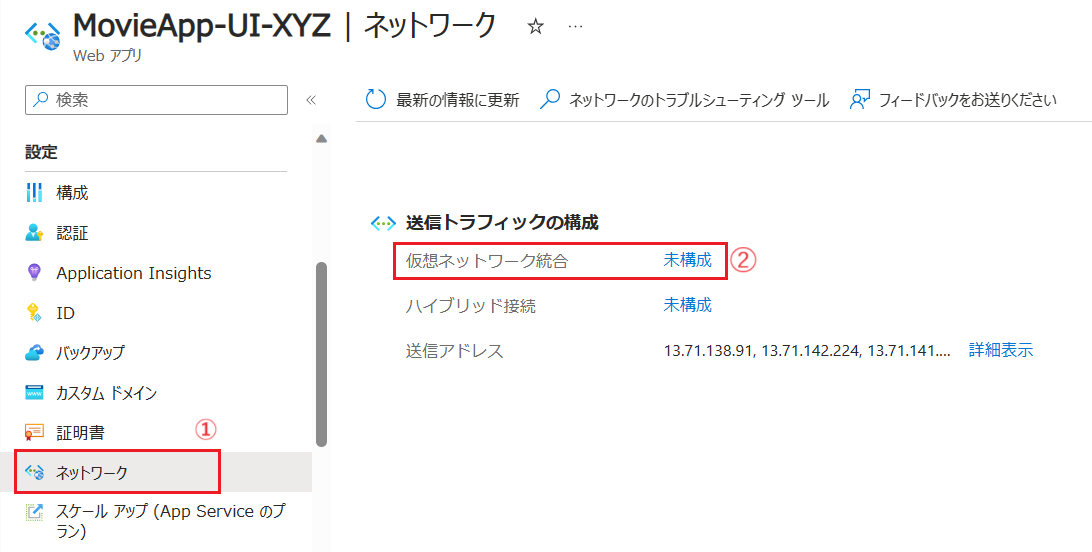 MovieApp-UI-XYZ | ネットワーク ☆ …
Web アプリ
検索 «
最新の情報に更新 ネットワークのトラブルシューティング ツール フィードバックをお送りください
設定
構成
認証
Application Insights
ID
バックアップ
カスタム ドメイン
証明書 ①
ネットワーク
スケール アップ (App Service のプ
ラン)
送信トラフィックの構成
仮想ネットワーク統合 未構成 ②
ハイブリッド接続 未構成
送信アドレス 13.71.138.91, 13.71.142.224, 13.71.141.... 詳細表示